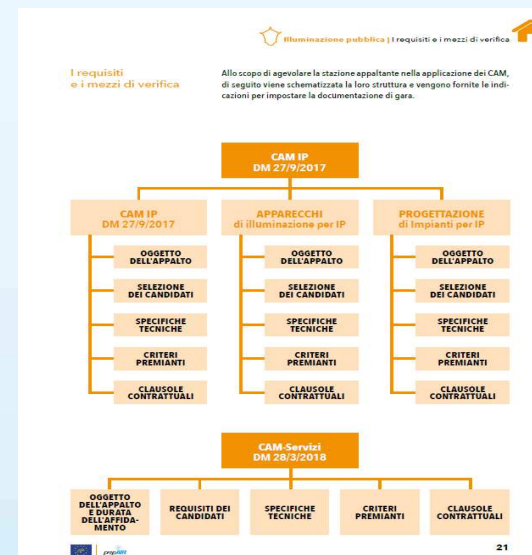 Illuminazione pubblica | I requisiti e i mezzi di verifica
I requisiti
e i mezzi di verifica
Allo scopo di agevolare la stazione appaltante nella applicazione dei CAM,
di seguito viene schematizzata la loro struttura e vengono fornite le indi-
cazioni per impostare la documentazione di gara.
CAM IP
DM 27/9/2017
CAM IP
DM 27/9/2017
APPARECCHI
di illuminazione per IP
PROGETTAZIONE
di Impianti per IP
OGGETTO
DELL'APPALTO
OGGETTO
DELL'APPALTO
OGGETTO
DELL'APPALTO
SELEZIONE
DEI CANDIDATI
SELEZIONE
DEI CANDIDATI
SELEZIONE
DEI CANDIDATI
SPECIFICHE
TECNICHE
SPECIFICHE
TECNICHE
SPECIFICHE
TECNICHE
CRITERI
PREMIANTI
CRITERI
PREMIANTI
CRITERI
PREMIANTI
CLAUSOLE
CONTRATTUALI
CLAUSOLE
CONTRATTUALI
CLAUSOLE
CONTRATTUALI
CAM-Servizi
DM 28/3/2018
OGGETTO
DELL'APPALTO
E DURATA
DELL'AFFIDA-
MENTO
REQUISITI DEI
CANDIDATI
SPECIFICHE
TECNICHE
CRITERI
PREMIANTI
CLAUSOLE
CONTRATTUALI
prepAIR
21